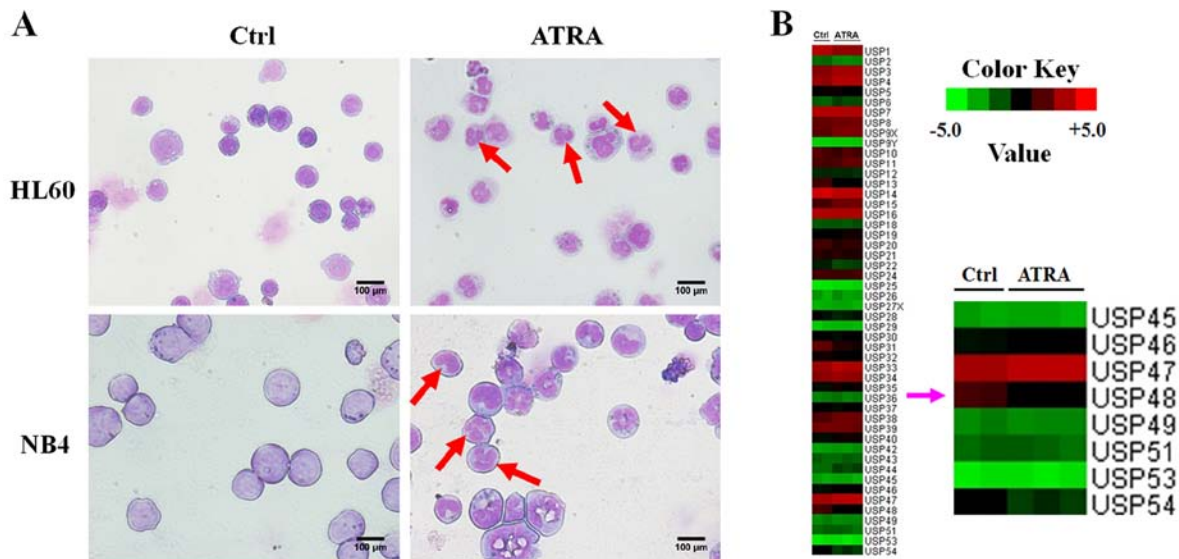 A
Ctrl
ATRA
HL60
100 µm
100 µm
NB4
100 µm
100 µm
B
Ctrl ATRA
USP1
USP2
USP3
USP4
USP5
USP6
USP7
USP8
USP9X
USP9Y
USP10
USP11
USP12
USP13
USP14
USP15
USP16
USP18
USP19
USP20
USP21
USP22
USP24
USP25
USP26
USP27X
USP28
USP29
USP30
USP31
USP32
USP33
USP34
USP35
USP36
USP37
USP38
USP39
USP40
USP42
USP43
USP44
USP45
USP46
USP47
USP48
USP49
USP51
USP53
USP54
Color Key
-5.0 +5.0
Value
Ctrl ATRA
USP45
USP46
USP47
USP48
USP49
USP51
USP53
USP54